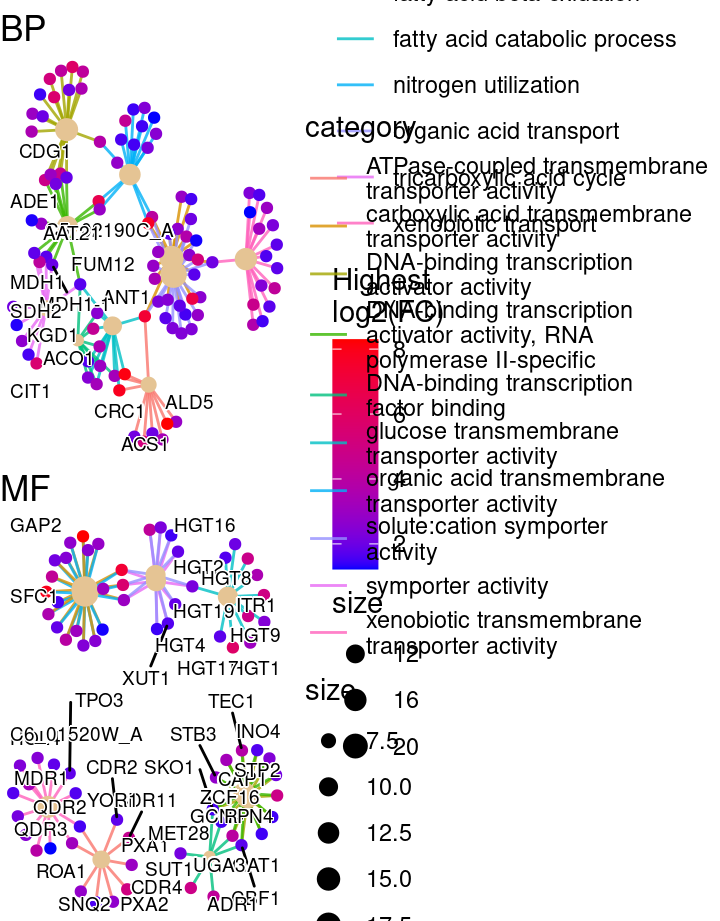 BP
fatty acid beta-oxidation
fatty acid catabolic process
nitrogen utilization
category
organic acid transport
tricarboxylic acid cycle
xenobiotic transport
ATPase-coupled transmembrane
transporter activity
carboxylic acid transmembrane
transporter activity
DNA-binding transcription
activator activity
DNA-binding transcription
activator activity, RNA
polymerase II-specific
DNA-binding transcription
factor binding
glucose transmembrane
transporter activity
organic acid transmembrane
transporter activity
solute:cation symporter
activity
symporter activity
xenobiotic transmembrane
transporter activity
Highest
8
6
4
2
size
12
16
20
size
7.5
10.0
12.5
15.0
17.5
CDG1
ADE1
AAT21
FUM12
MDH1
MDH1-1
ANT1
SDH2
KGD1
ACO1
CIT1
CRC1
ALD5
ACS1
MF
GAP2
HGT16
HGT2
HGT8
SFC1
HGT19
ITR1
HGT4
HGT9
XUT1
HGT17
HGT1
TPO3
TEC1
C6_01520W_A
STB3
INO4
MDR1
CDR2
SKO1
STP2
CAP1
ZCF16
QDR2
YOR1
CDR11
RPN4
QDR3
MET28
PXA1
ROA1
SUT1
UGA3
CDR4
SNQ2
PXA2
ADR1